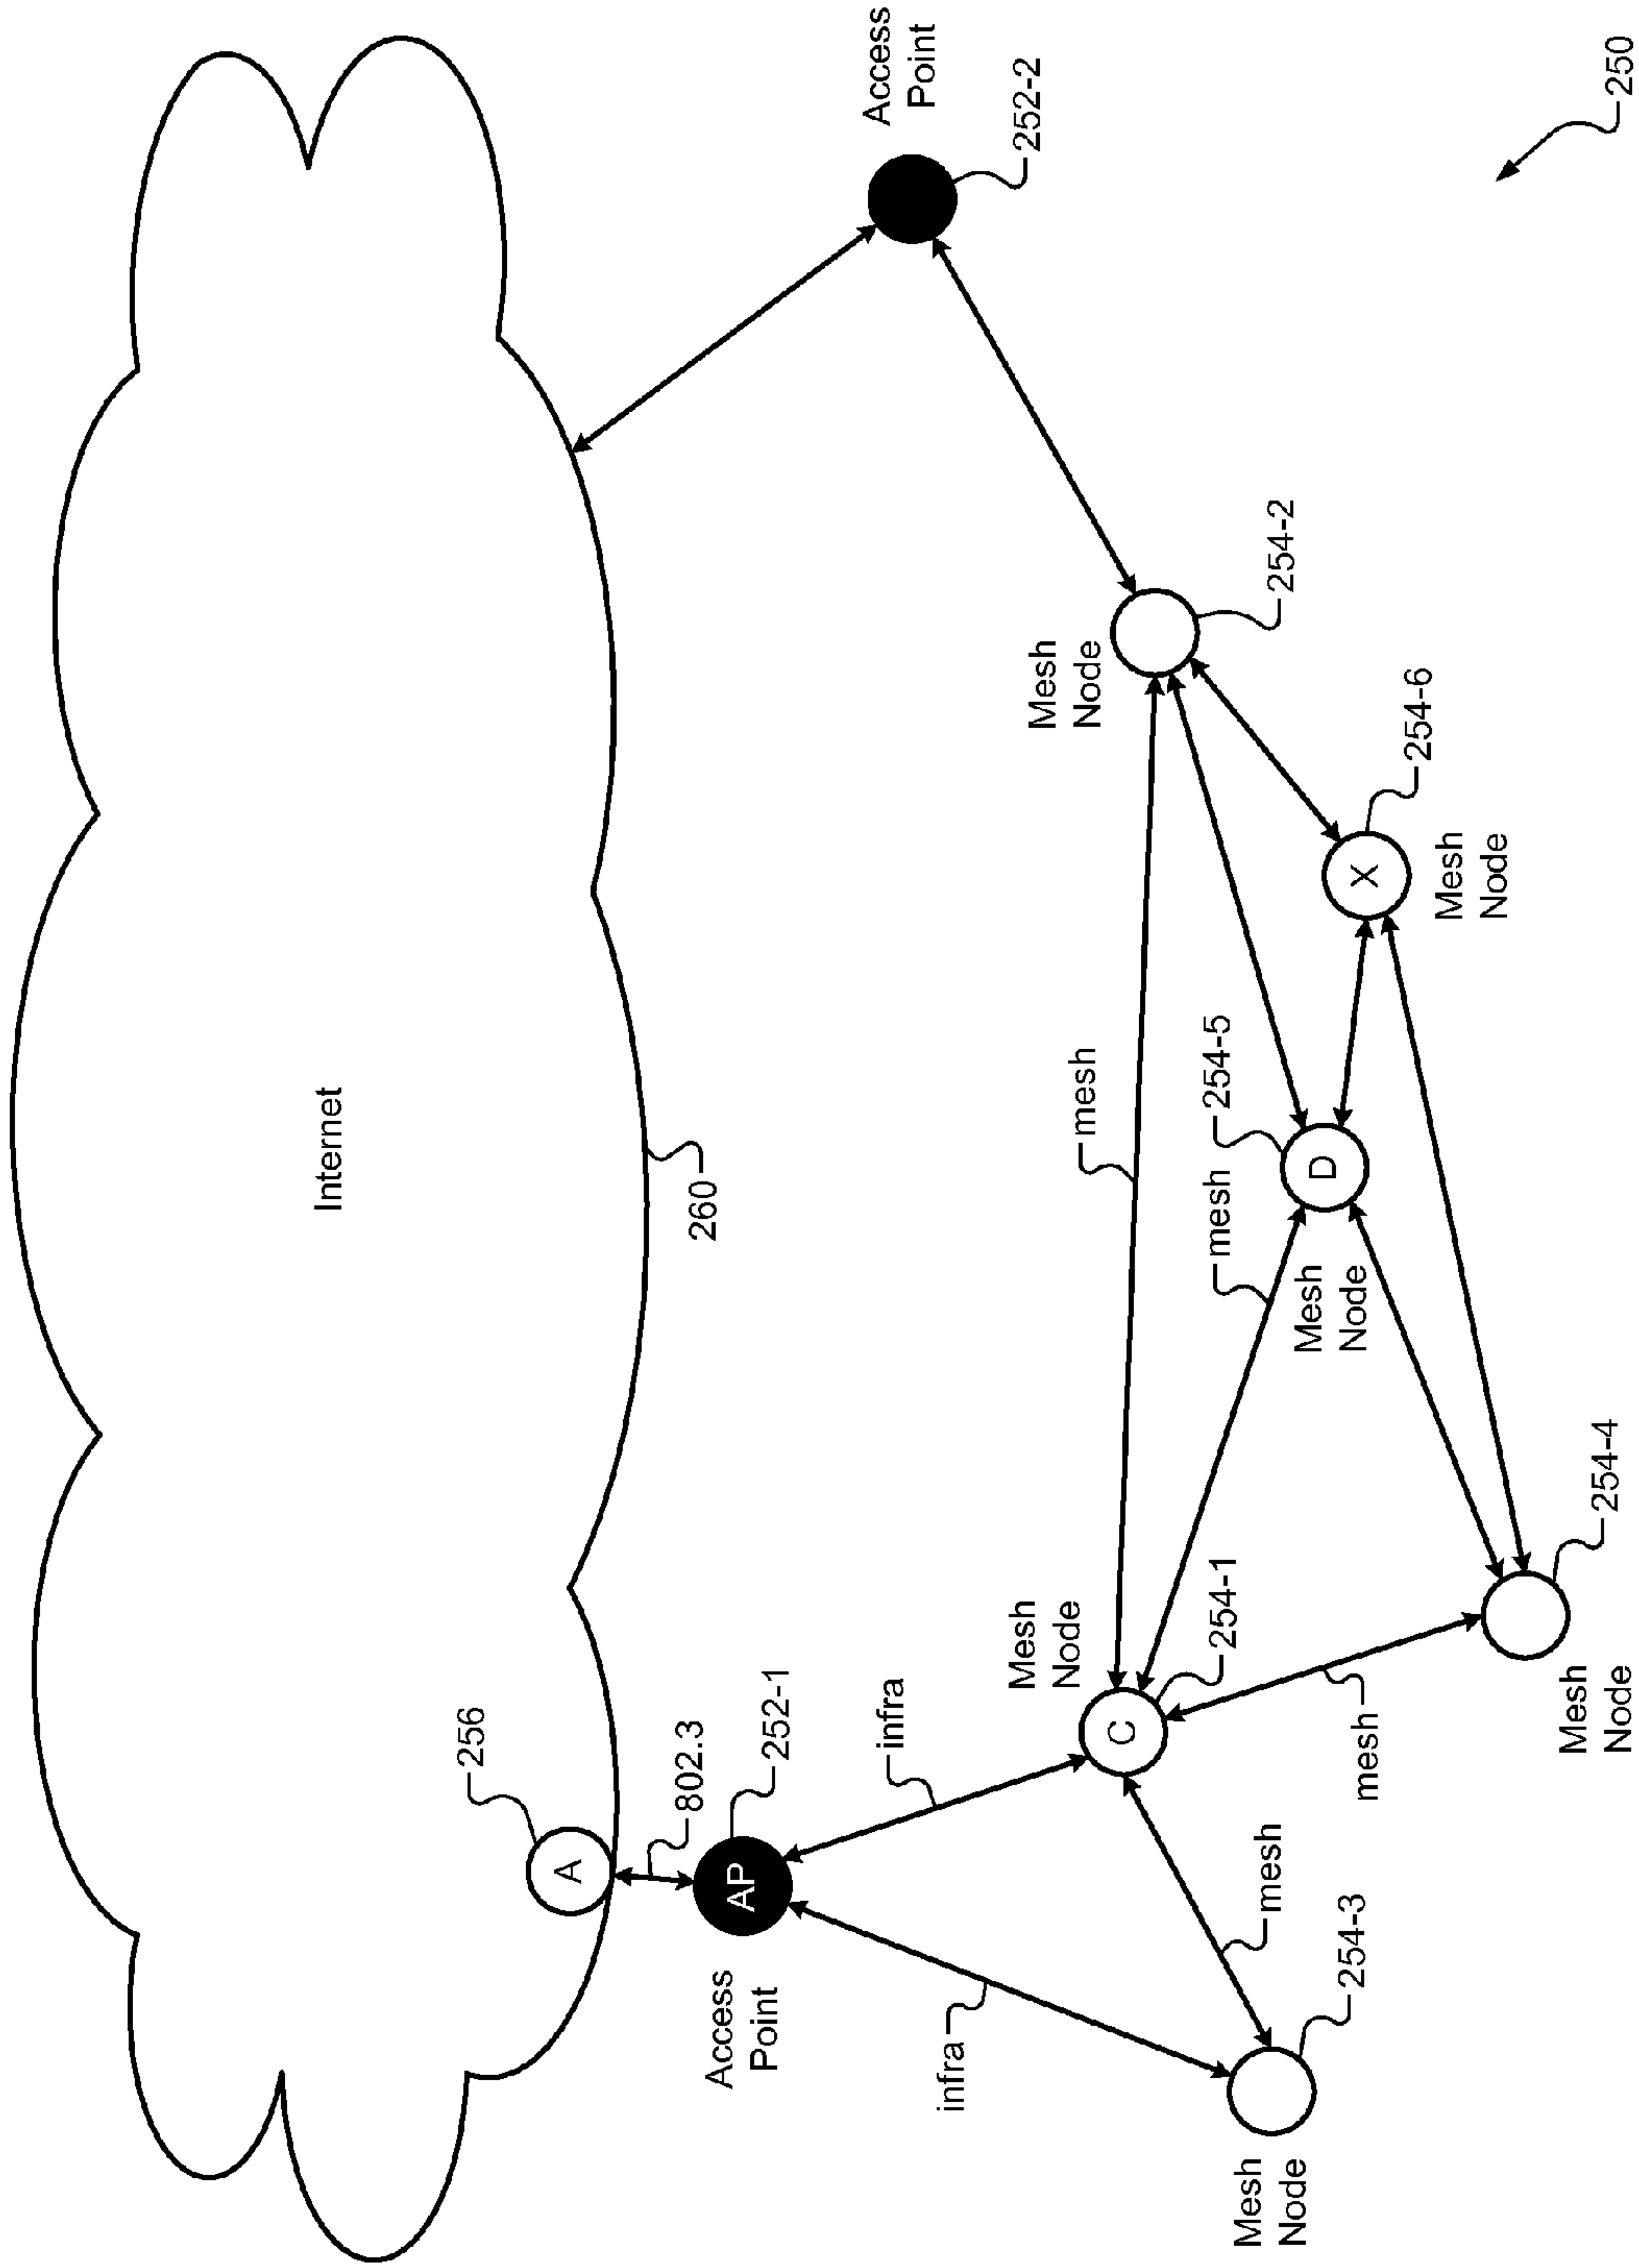 Internet
260
256
A
802.3
AP
252-1
Access
Point
Access
Point
252-2
infra
infra
Mesh
Node
C
254-1
mesh
Mesh
Node
254-2
mesh
254-5
D
Mesh
Node
X
254-6
Mesh
Node
mesh
254-3
Mesh
Node
mesh
254-4
Mesh
Node
250